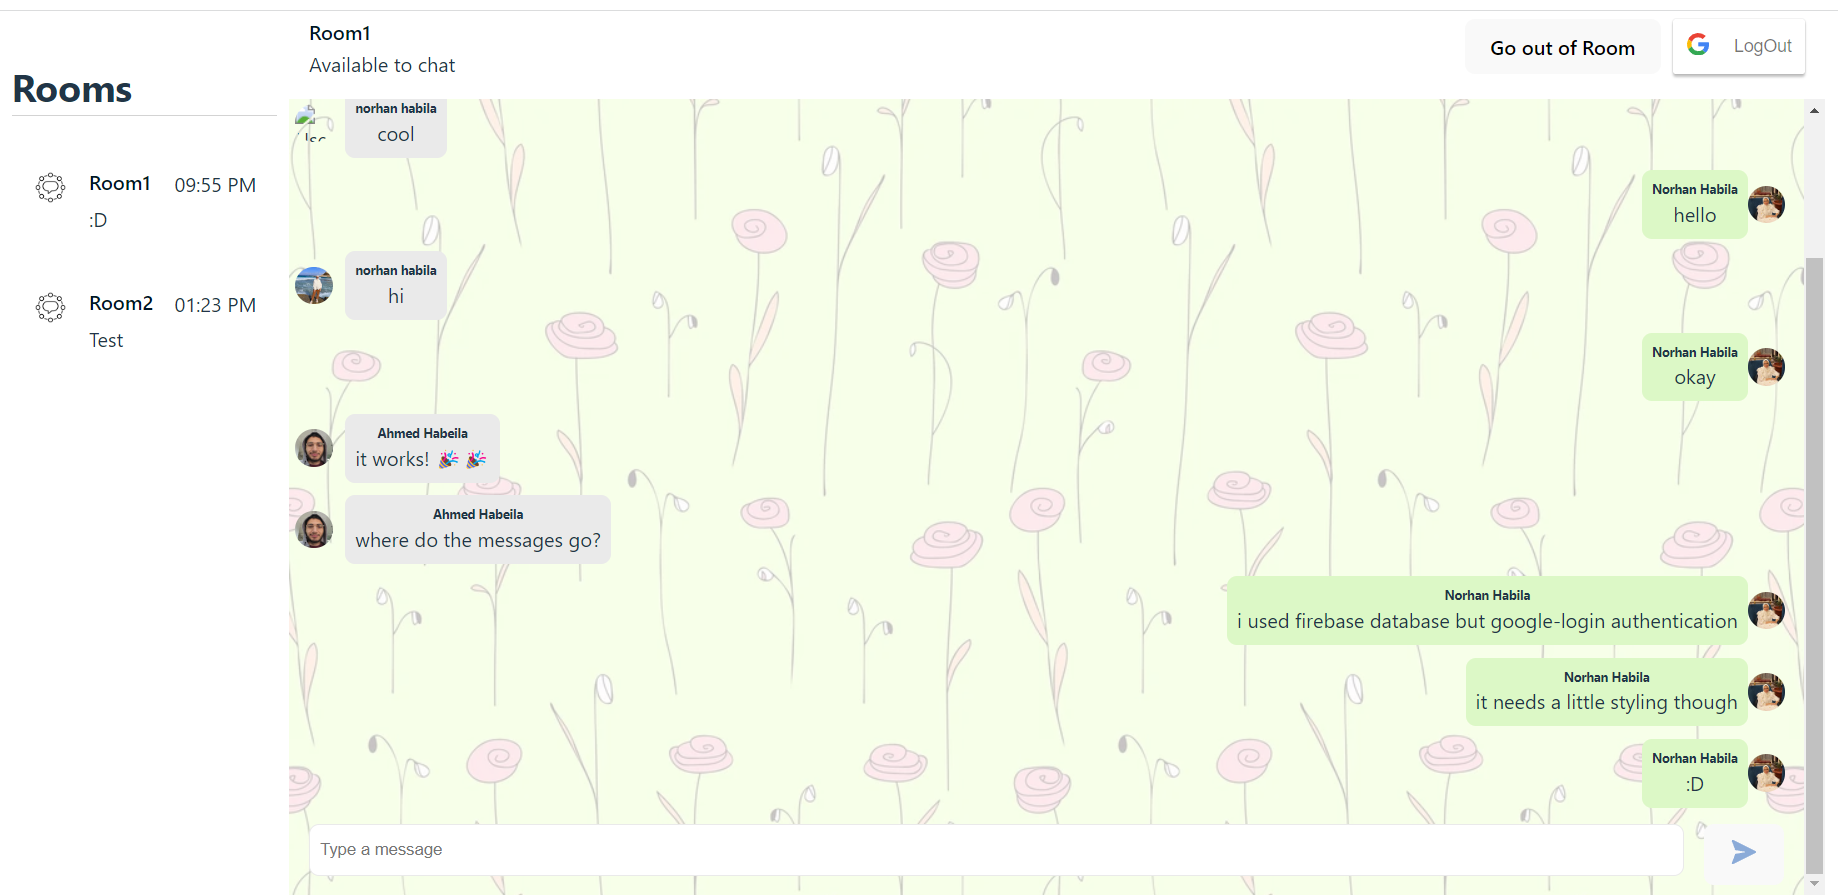 Rooms
Room1 09:55 PM
:D
Room2 01:23 PM
Test
Room1
Available to chat
Go out of Room
LogOut
norhan habila
cool
Norhan Habila
hello
norhan habila
hi
Norhan Habila
okay
Ahmed Habeila
it works! 🎉 🎉
Ahmed Habeila
where do the messages go?
Norhan Habila
i used firebase database but google-login authentication
Norhan Habila
it needs a little styling though
Norhan Habila
:D
Type a message